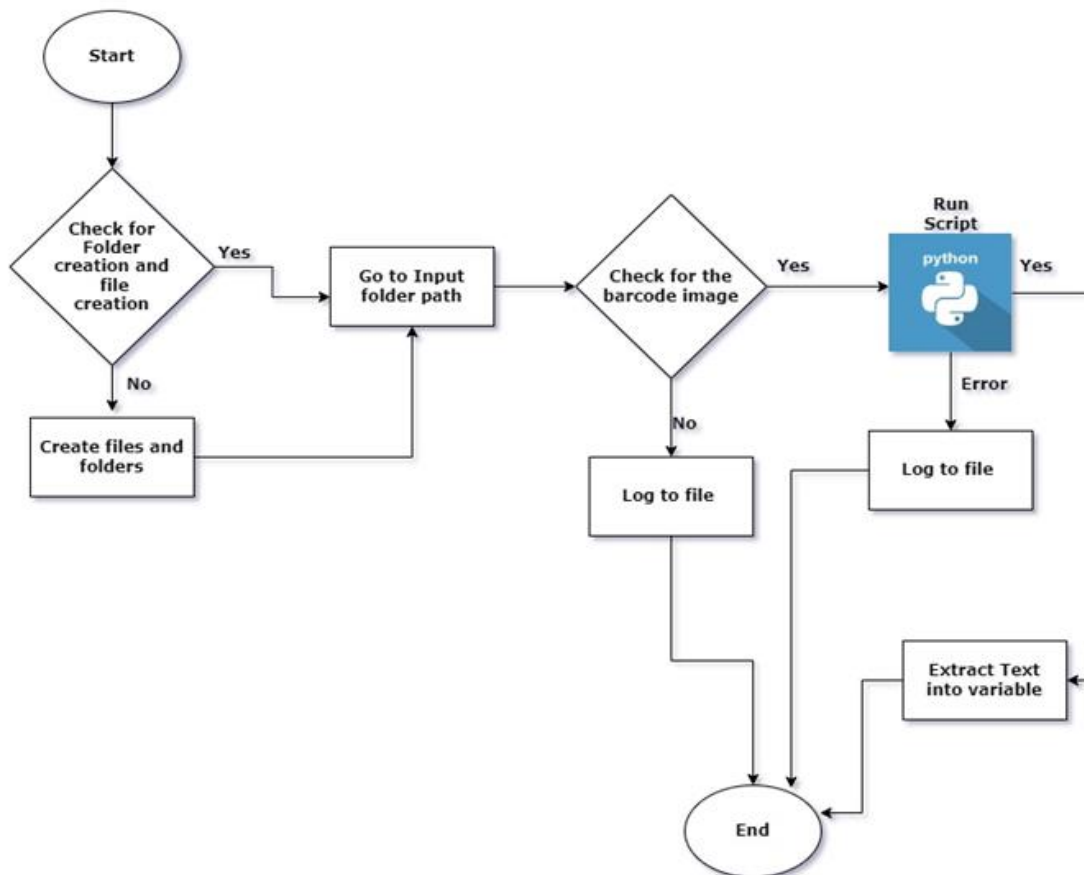 Start
Check for
Folder
creation and
file
creation
Yes
No
Create files and
folders
Go to Input
folder path
Check for the
barcode image
Yes
No
Log to file
Run
Script
python
Yes
Error
Log to file
Extract Text
into variable
End